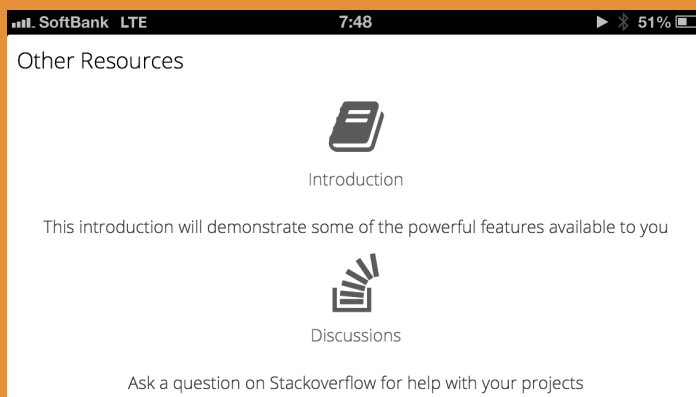 SoftBank LTE 7:48 51%
Other Resources
Introduction
This introduction will demonstrate some of the powerful features available to you
Discussions
Ask a question on Stackoverflow for help with your projects